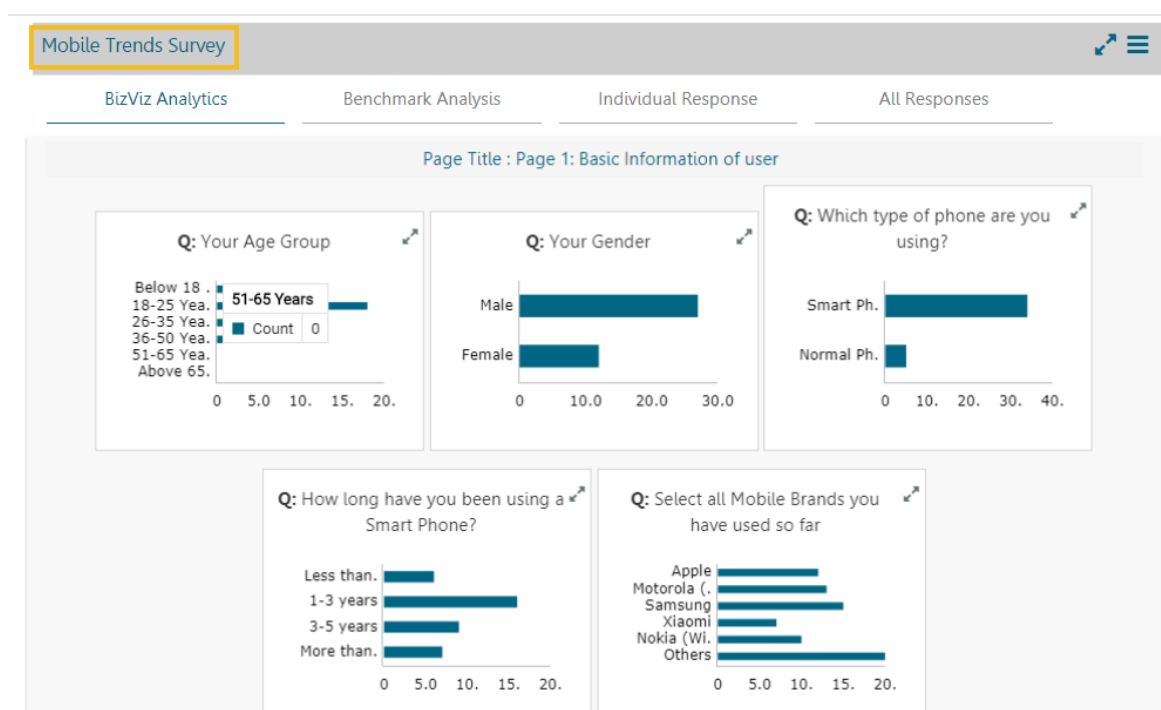 Mobile Trends Survey
BizViz Analytics Benchmark Analysis Individual Response All Responses
Page Title : Page 1: Basic Information of user
Q: Your Age Group
Below 18 .
18-25 Yea.
26-35 Yea.
36-50 Yea.
51-65 Yea.
Above 65.
51-65 Years
Count 0
0 5.0 10. 15. 20.
Q: Your Gender
Male
Female
0 10.0 20.0 30.0
Q: Which type of phone are you
using?
Smart Ph.
Normal Ph.
0 10. 20. 30. 40.
Q: How long have you been using a
Smart Phone?
Less than.
1-3 years
3-5 years
More than.
0 5.0 10. 15. 20.
Q: Select all Mobile Brands you
have used so far
Apple
Motorola (.
Samsung
Xiaomi
Nokia (Wi.
Others
0 5.0 10. 15. 20.